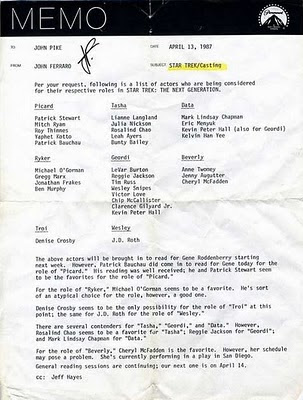 MEMO
Paramount
TO JOHN PIKE DATE APRIL 13, 1987
FROM JOHN FERRARO SUBJECT: STAR TREK/Casting
Per your request, following is a list of actors who are being considered
for their respective roles in STAR TREK: THE NEXT GENERATION.
Picard Tasha Data
Patrick Stewart Lianne Langland Mark Lindsay Chapman
Mitch Ryan Julia Nickson Eric Menyuk
Roy Thinnes Rosalind Chao Kevin Peter Hall (also for Geordi)
Yaphet Kotto Leah Ayers Kelvin Han Yee
Patrick Bauchau Bunty Bailey
Ryker Geordi Beverly
Michael O'Gorman LeVar Burton Anne Twomey
Gregg Marx Reggie Jackson Jenny Agutter
Jonathan Frakes Tim Russ Cheryl McFadden
Ben Murphy Wesley Snipes
Victor Love
Chip McCallister
Clarence Gilyard Jr.
Kevin Peter Hall
Troi Wesley
Denise Crosby J.D. Roth
The above actors will be brought in to read for Gene Roddenberry starting
next week. However, Patrick Bauchau did come in to read for Gene today for the
role of "Picard." His reading was well received; he and Patrick Stewart seem
to be the favorites for the role of "Picard."
For the role of "Ryker," Michael O'Gorman seems to be a favorite. He's sort
of an atypical choice for the role, however, a good one.
Denise Crosby seems to be the only possibility for the role of "Troi" at this
point; the same for J.D. Roth for the role of "Wesley."
There are several contenders for "Tasha," "Geordi," and "Data." However,
Rosalind Chao seems to be a favorite for "Tasha"; Reggie Jackson for "Geordi";
and Mark Lindsay Chapman for "Data."
For the role of "Beverly," Cheryl McFadden is the favorite. However, her schedule
may pose a problem. She's currently performing in a play in San Diego.
General reading sessions are continuing; our next one is on April 14.
cc: Jeff Hayes